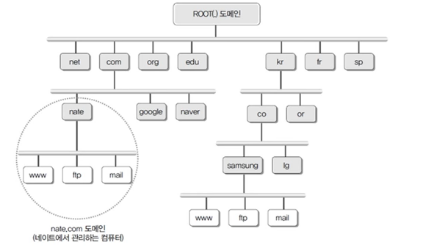 ROOT(.) 도메인
net com org edu kr fr sp
nate google naver co or
samsung lg
www ftp mail
www ftp mail
nate.com 도메인
(네이트에서 관리하는 컴퓨터)